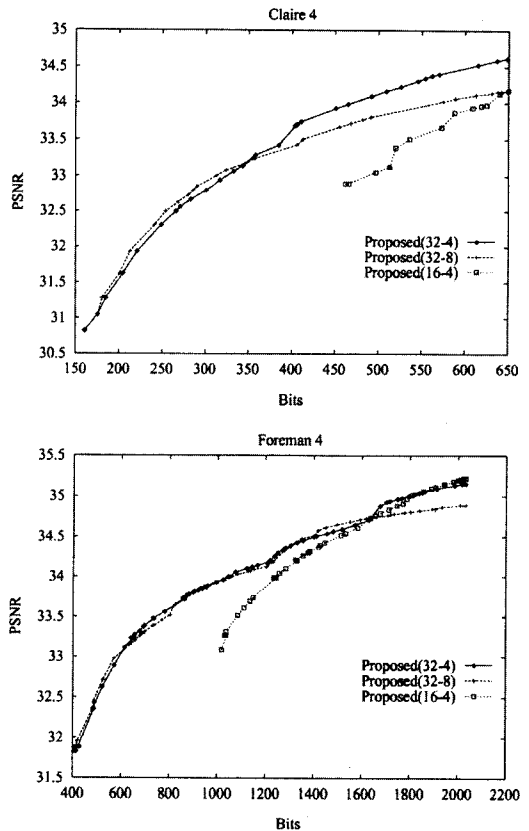 Claire 4
35
34.5
34
33.5
33
32.5
32
31.5
31
30.5
PSNR
Proposed(32-4)
Proposed(32-8)
Proposed(16-4)
150 200 250 300 350 400 450 500 550 600 650
Bits
Foreman 4
35.5
35
34.5
34
33.5
33
32.5
32
31.5
PSNR
Proposed(32-4)
Proposed(32-8)
Proposed(16-4)
400 600 800 1000 1200 1400 1600 1800 2000 2200
Bits